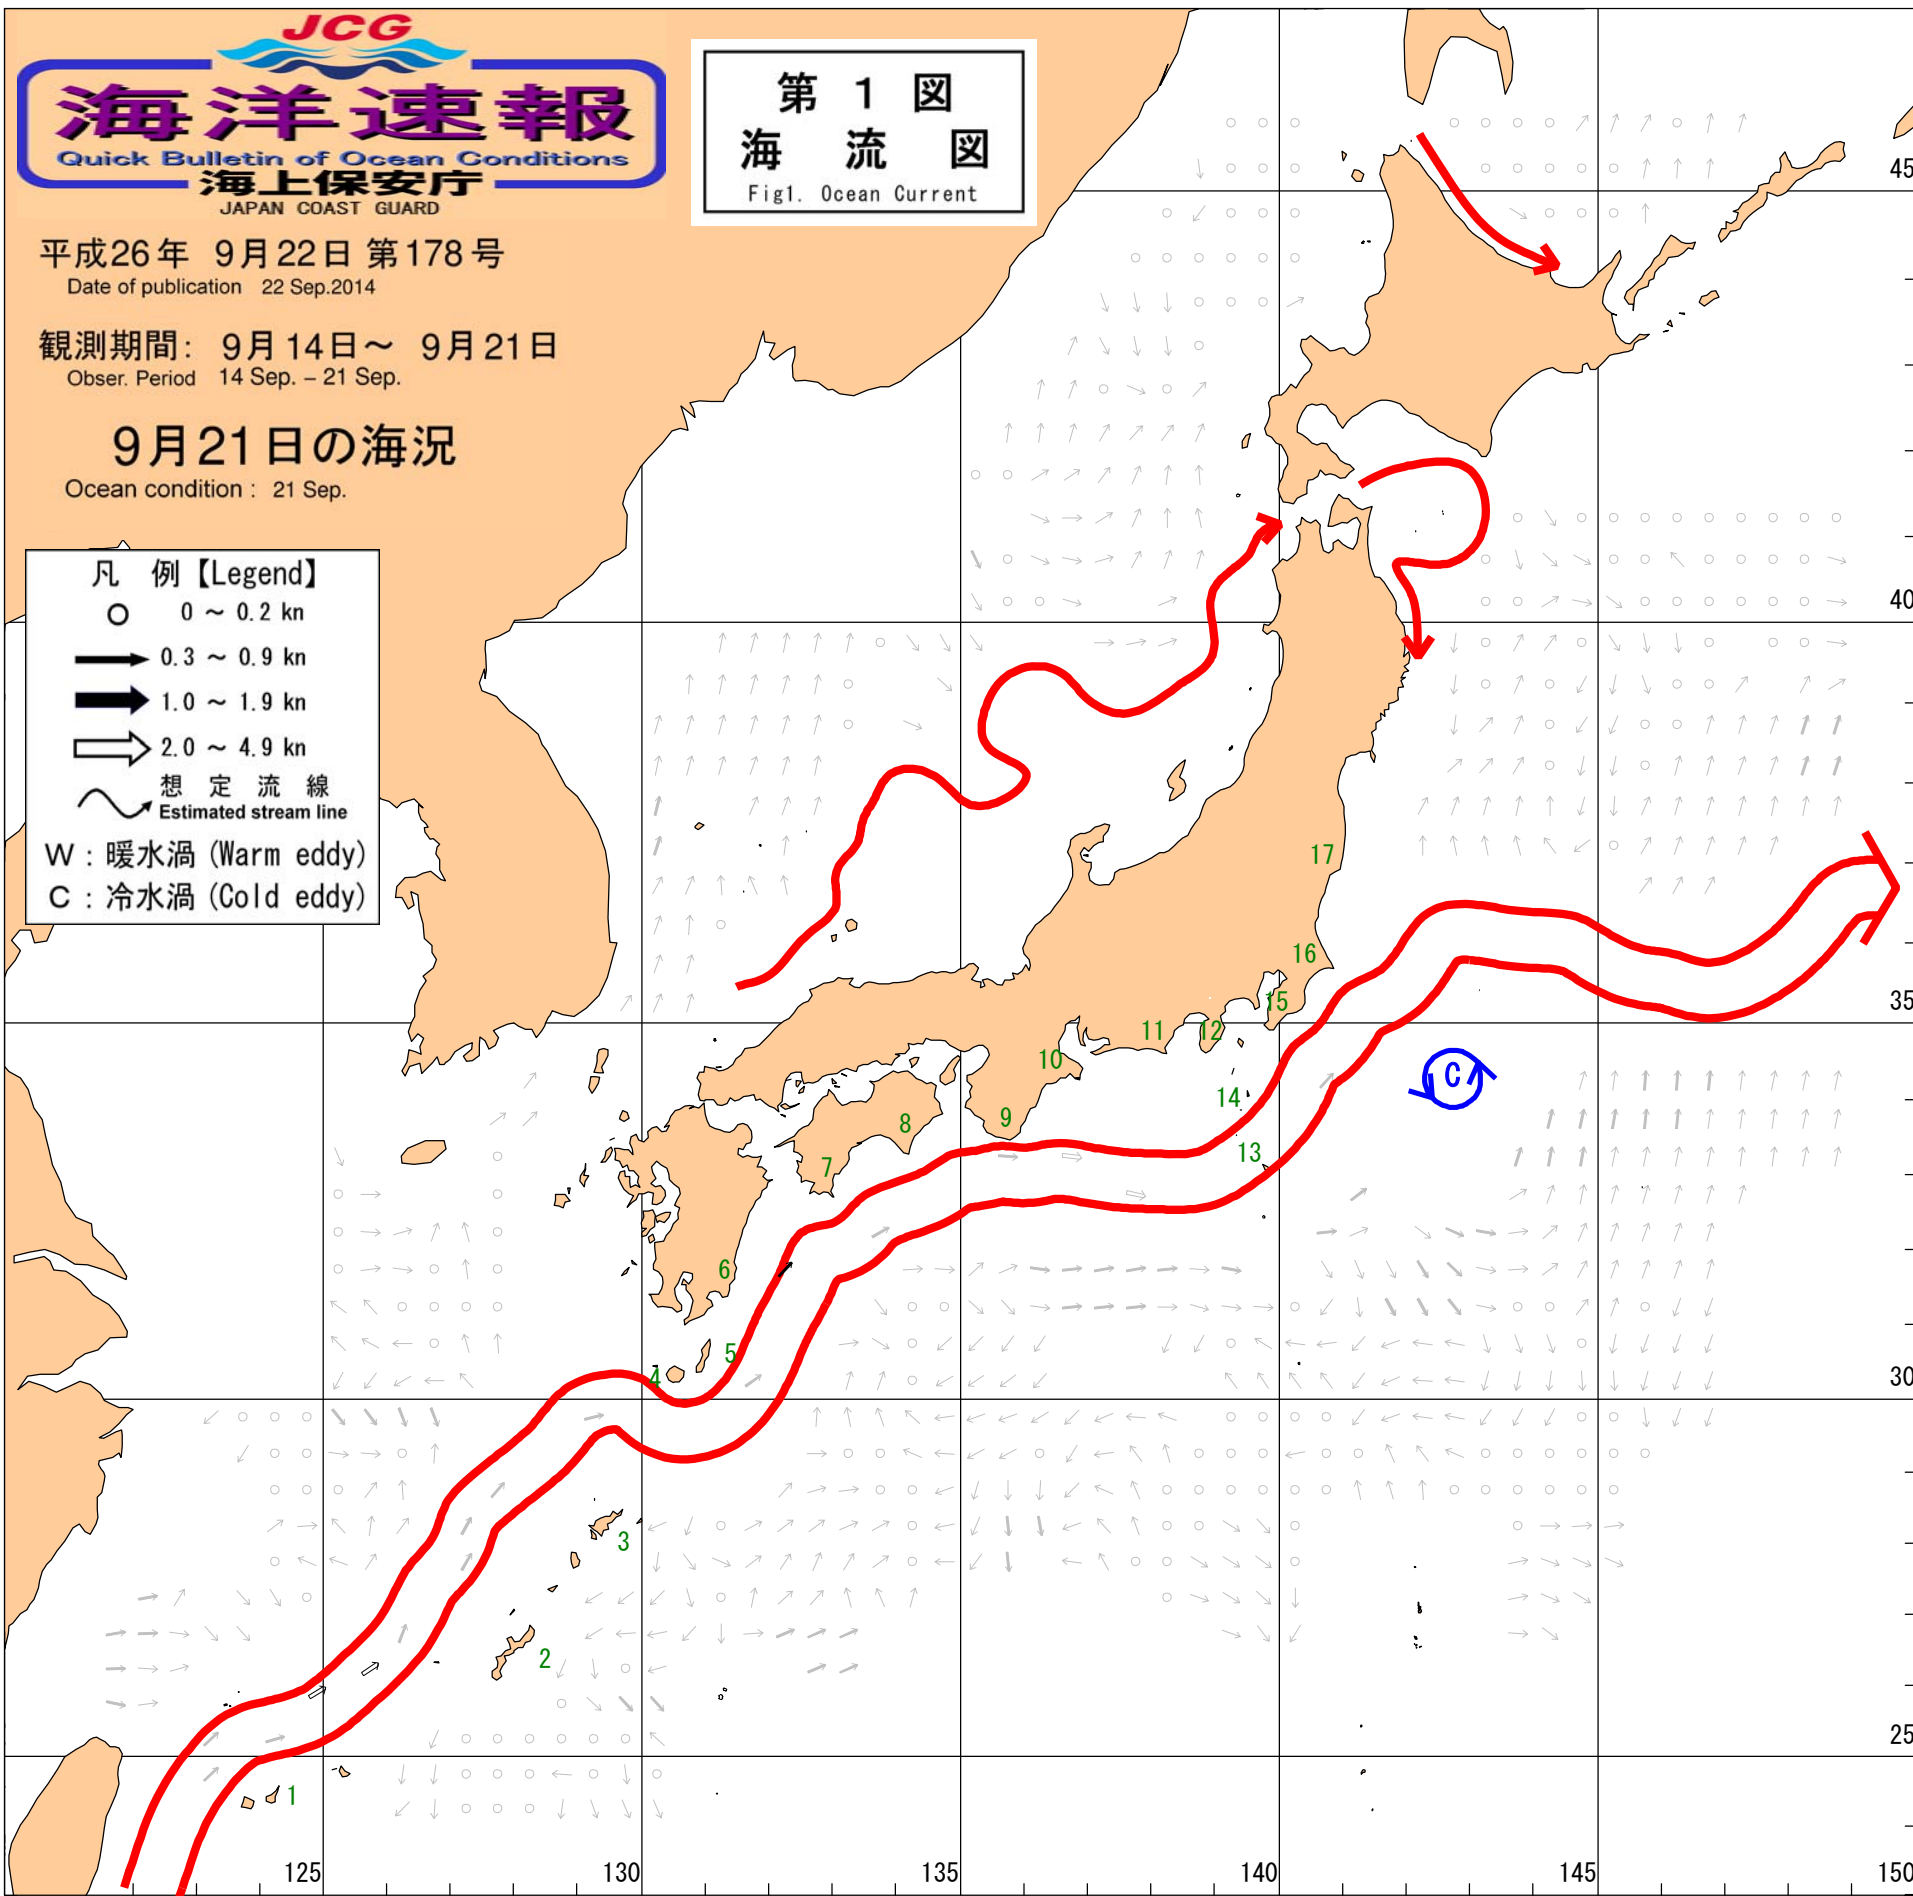 JCG
海洋速報
Quick Bulletin of Ocean Conditions
海上保安庁
JAPAN COAST GUARD
第 1 図
海 流 図
Fig1. Ocean Current
平成26年 9月22日 第178号
Date of publication 22 Sep.2014
観測期間: 9月14日～ 9月21日
Obser. Period 14 Sep. – 21 Sep.
9月21日の海況
Ocean condition : 21 Sep.
凡 例【Legend】
0 ～ 0.2 kn
0.3 ～ 0.9 kn
1.0 ～ 1.9 kn
2.0 ～ 4.9 kn
想 定 流 線
Estimated stream line
W : 暖水渦 (Warm eddy)
C : 冷水渦 (Cold eddy)
45
40
17
16
35
15
12
11
10
C
14
9
8
13
7
6
5
4
30
3
2
25
1
125
130
135
140
145
150